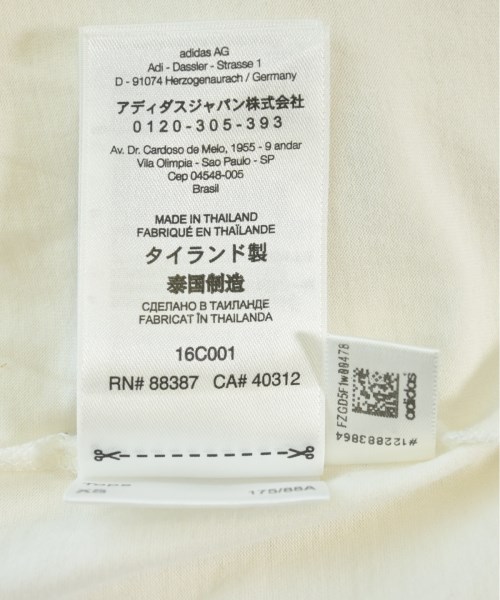 adidas AG
Adi - Dassler - Strasse 1
D - 91074 Herzogenaurach / Germany
アディダスジャパン株式会社
0120-305-393
Av. Dr. Cardoso de Melo, 1955 - 9 andar
Vila Olimpia - Sao Paulo - SP
Cep 04548-005
Brasil
MADE IN THAILAND
FABRIQUÉ EN THAÏLANDE
タイランド製
泰国制造
СДЕЛАНО В ТАИЛАНДЕ
FABRICAT ÎN THAILANDA
16C001
RN# 88387 CA# 40312
adidas
#122883864
175/88A